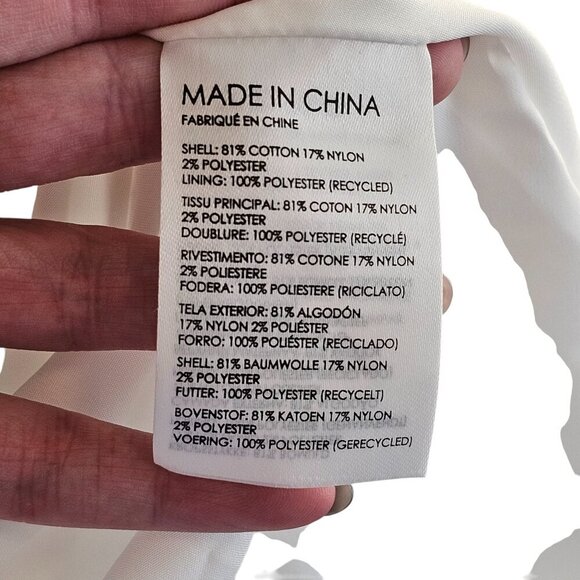 MADE IN CHINA
FABRIQUÉ EN CHINE
SHELL: 81% COTTON 17% NYLON
2% POLYESTER
LINING: 100% POLYESTER (RECYCLED)
TISSU PRINCIPAL: 81% COTON 17% NYLON
2% POLYESTER
DOUBLURE: 100% POLYESTER (RECYCLÉ)
RIVESTIMENTO: 81% COTONE 17% NYLON
2% POLIESTERE
FODERA: 100% POLIESTERE (RICICLATO)
TELA EXTERIOR: 81% ALGODÓN
17% NYLON 2% POLIÉSTER
FORRO: 100% POLIÉSTER (RECICLADO)
SHELL: 81% BAUMWOLLE 17% NYLON
2% POLYESTER
FUTTER: 100% POLYESTER (RECYCELT)
BOVENSTOF: 81% KATOEN 17% NYLON
2% POLYESTER
VOERING: 100% POLYESTER (GERECYCLED)